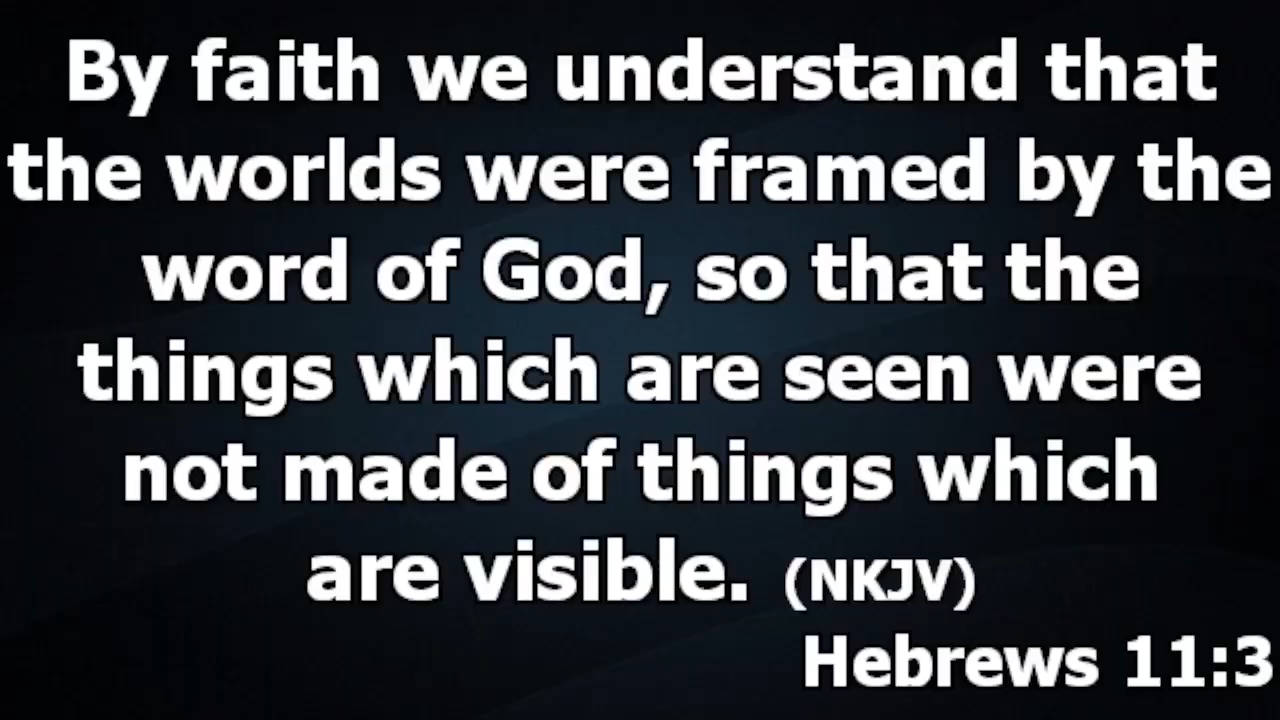 By faith we understand that
the worlds were framed by the
word of God, so that the
things which are seen were
not made of things which
are visible. (NKJV)
Hebrews 11:3